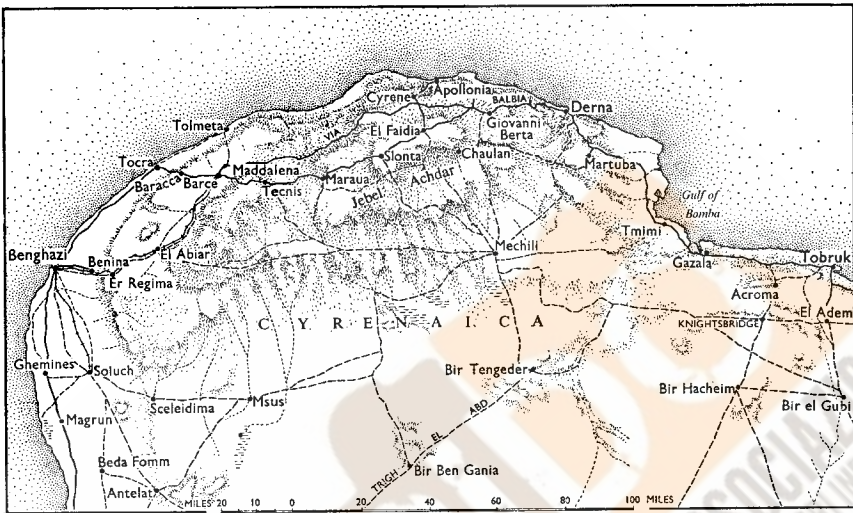 Apollonia
Cyrene
VIA BALBIA
Derna
Tolmeta
El Faidia
Giovanni
Berta
Tocra
Baracca
Barce
Maddalena
Tecnis
Maraua
Slonta
Chaulan
Martuba
Jebel Achdar
Gulf of
Bomba
Tmimi
Benghazi
Benina
Er Regima
El Abiar
Mechili
Gazala
Tobruk
Acroma
CYRENAICA
KNIGHTSBRIDGE
El Adem
Ghemines
Soluch
Bir Tengeder
Bir Hacheim
Sceleidima
Msus
Bir el Gubi
Magrun
TRIGH EL ABD
Beda Fomm
Bir Ben Gania
Antelat
MILES 20 10 0 20 40 60 80 100 MILES
SOCIA